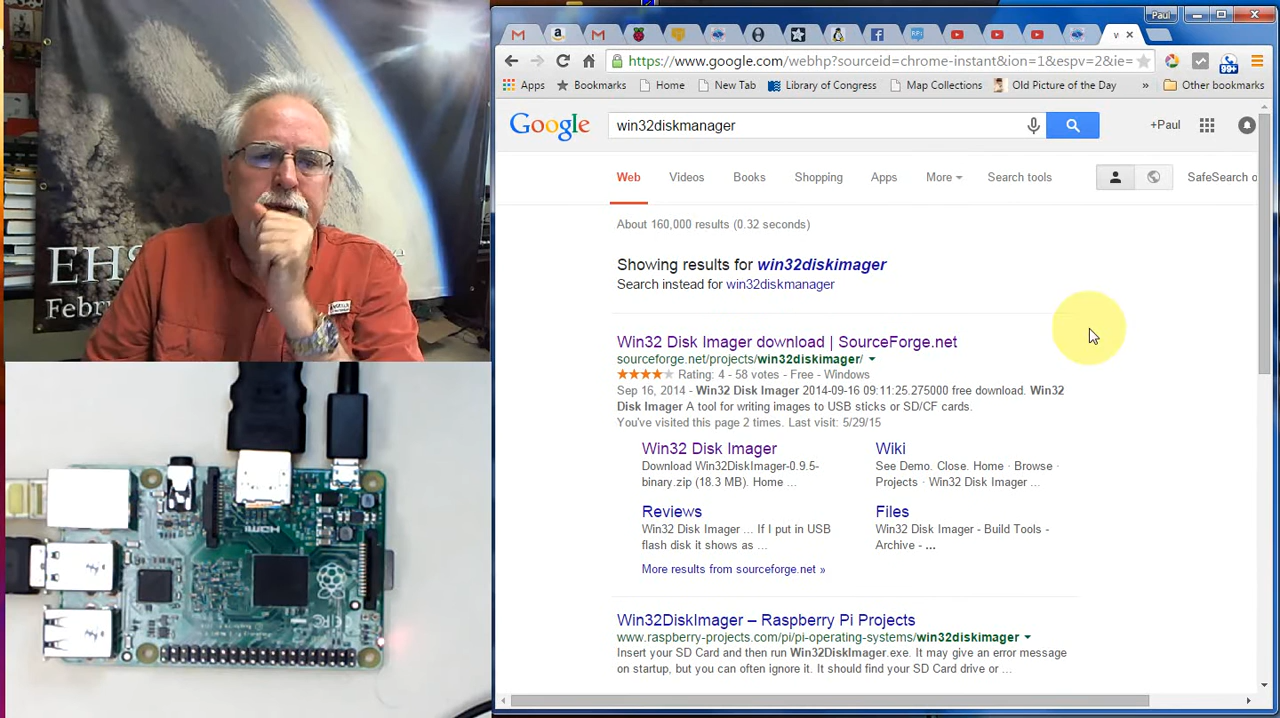 EHS
Februa
HDMI
Paul
https://www.google.com/webhp?sourceid=chrome-instant&ion=1&espv=2&ie=
99+
Apps Bookmarks Home New Tab Library of Congress Map Collections Old Picture of the Day » Other bookmarks
Google win32diskmanager +Paul
Web Videos Books Shopping Apps More Search tools SafeSearch o
About 160,000 results (0.32 seconds)
Showing results for win32diskimager
Search instead for win32diskmanager
Win32 Disk Imager download | SourceForge.net
sourceforge.net/projects/win32diskimager/
Rating: 4 - 58 votes - Free - Windows
Sep 16, 2014 - Win32 Disk Imager 2014-09-16 09:11:25.275000 free download. Win32
Disk Imager A tool for writing images to USB sticks or SD/CF cards.
You've visited this page 2 times. Last visit: 5/29/15
Win32 Disk Imager
Download Win32DiskImager-0.9.5-
binary.zip (18.3 MB). Home ...
Wiki
See Demo. Close. Home · Browse ·
Projects · Win32 Disk Imager ...
Reviews
Win32 Disk Imager ... If I put in USB
flash disk it shows as ...
Files
Win32 Disk Imager - Build Tools -
Archive - ...
More results from sourceforge.net »
Win32DiskImager – Raspberry Pi Projects
www.raspberry-projects.com/pi/pi-operating-systems/win32diskimager
Insert your SD Card and then run Win32DiskImager.exe. It may give an error message
on startup, but you can often ignore it. It should find your SD Card drive or ...